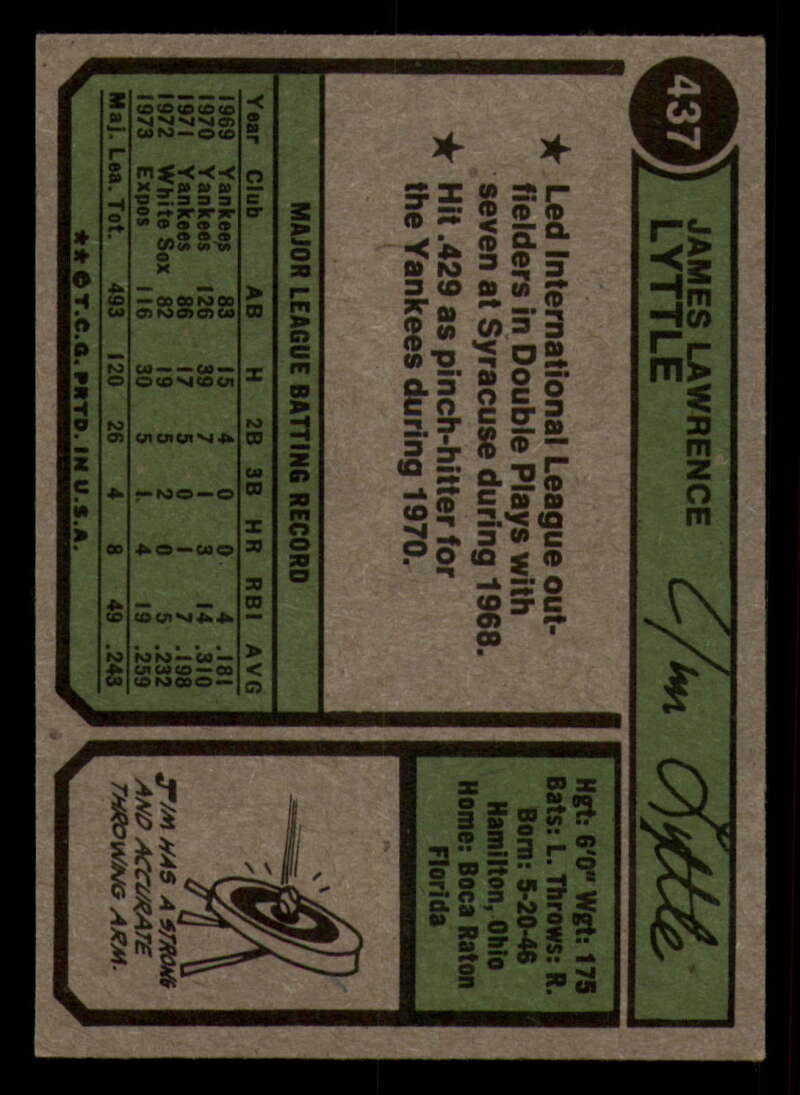 437
JAMES LAWRENCE
LYTTLE
Jim Lyttle
★ Led International League out-
fielders in Double Plays with
seven at Syracuse during 1968.
★ Hit .429 as pinch-hitter for
the Yankees during 1970.
MAJOR LEAGUE BATTING RECORD
Year Club AB H 2B 3B HR RBI AVG
1969 Yankees 83 15 4 0 0 4 .181
1970 Yankees 126 39 7 1 3 14 .310
1971 Yankees 86 17 5 0 1 7 .198
1972 White Sox 82 19 5 2 0 5 .232
1973 Expos 116 30 5 1 4 19 .259
Maj. Lea. Tot. 493 120 26 4 8 49 .243
★★© T.C.G. PRTD. IN U.S.A.
Hgt: 6'0" Wgt: 175
Bats: L. Throws: R.
Born: 5-20-46
Hamilton, Ohio
Home: Boca Raton
Florida
JIM HAS A STRONG
AND ACCURATE
THROWING ARM.